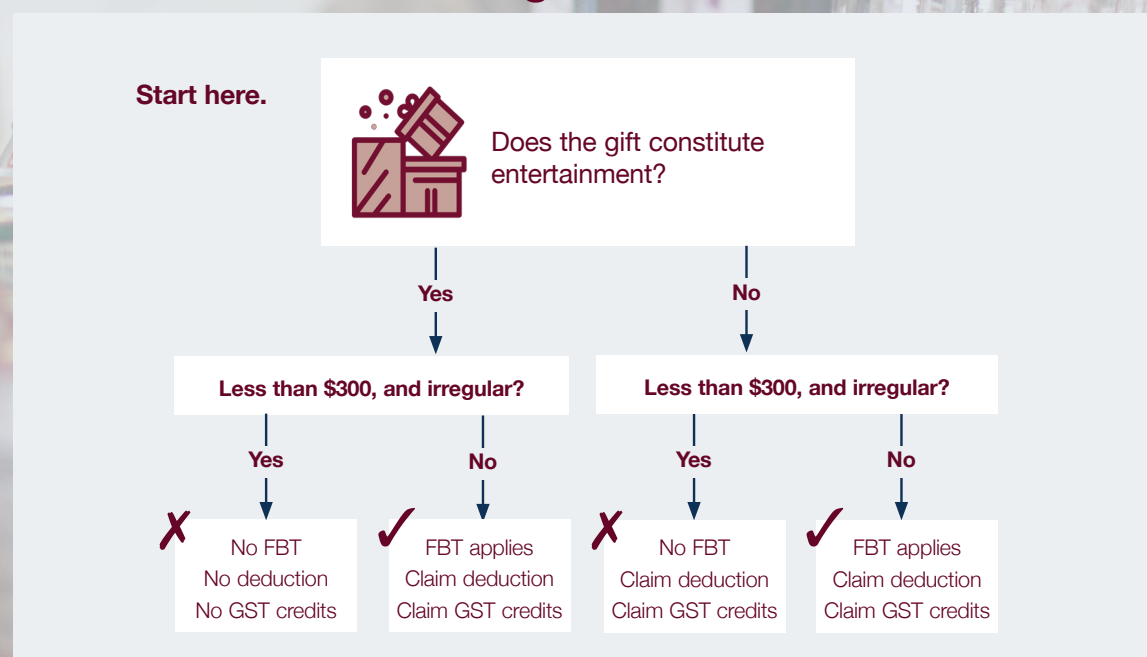 Start here.
Does the gift constitute
entertainment?
Yes
No
Less than $300, and irregular?
Less than $300, and irregular?
Yes
No
Yes
No
No FBT
No deduction
No GST credits
FBT applies
Claim deduction
Claim GST credits
No FBT
Claim deduction
Claim GST credits
FBT applies
Claim deduction
Claim GST credits